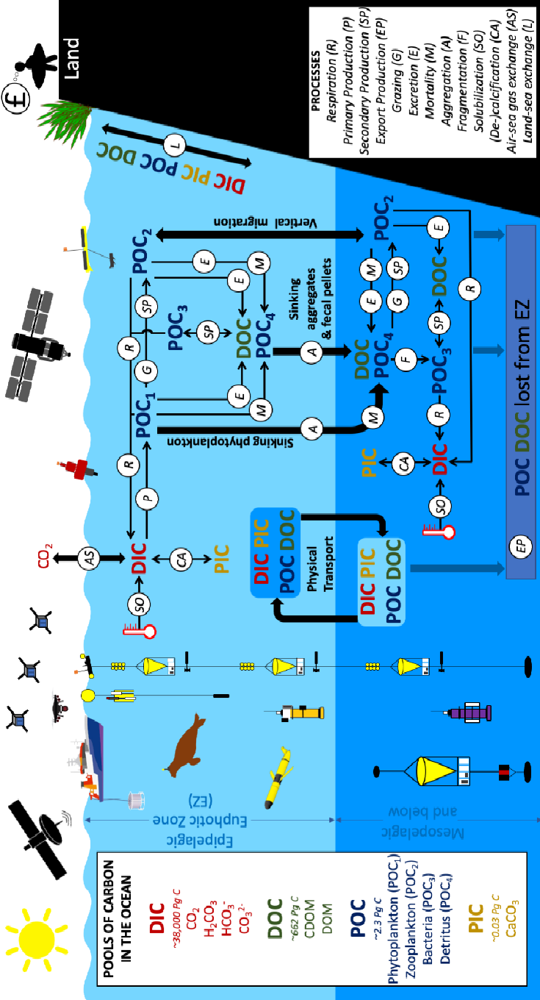 POOLS OF CARBON
IN THE OCEAN
DIC
~38,000 Pg C
CO₂
H₂CO₃
HCO₃⁻
CO₃²⁻
DOC
~662 Pg C
CDOM
DOM
POC
~2.3 Pg C
Phytoplankton (POC₁)
Zooplankton (POC₂)
Bacteria (POC₃)
Detritus (POC₄)
PIC
~0.03 Pg C
CaCO₃
Epipelagic
Euphotic Zone
(EZ)
Mesopelagic
and below
CO₂
AS
SO
DIC
CA
PIC
P
R
R
POC₁
G
SP
POC₂
POC₃
SP
E
M
E
E
M
DOC
POC₄
E
M
DIC PIC
POC DOC
Physical
Transport
DIC PIC
POC DOC
Sinking phytoplankton
A
M
A
Sinking
aggregates
& fecal pellets
Vertical migration
DOC
POC₄
E
M
G
SP
POC₂
F
POC₃
SP
DOC
E
R
R
PIC
CA
DIC
SO
EP
POC DOC lost from EZ
DIC PIC POC DOC
L
£
Land
PROCESSES
Respiration (R)
Primary Production (P)
Secondary Production (SP)
Export Production (EP)
Grazing (G)
Excretion (E)
Mortality (M)
Aggregation (A)
Fragmentation (F)
Solubilization (SO)
(De-)calcification (CA)
Air-sea gas exchange (AS)
Land-sea exchange (L)